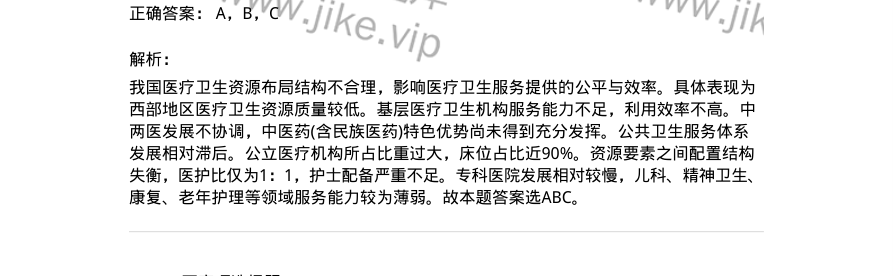 正确答案： A，B，C
www.jike.vip
解析：
我国医疗卫生资源布局结构不合理，影响医疗卫生服务提供的公平与效率。具体表现为
西部地区医疗卫生资源质量较低。基层医疗卫生机构服务能力不足，利用效率不高。中
两医发展不协调，中医药(含民族医药)特色优势尚未得到充分发挥。公共卫生服务体系
发展相对滞后。公立医疗机构所占比重过大，床位占比近90%。资源要素之间配置结构
失衡，医护比仅为1：1，护士配备严重不足。专科医院发展相对较慢，儿科、精神卫生、
康复、老年护理等领域服务能力较为薄弱。故本题答案选ABC。